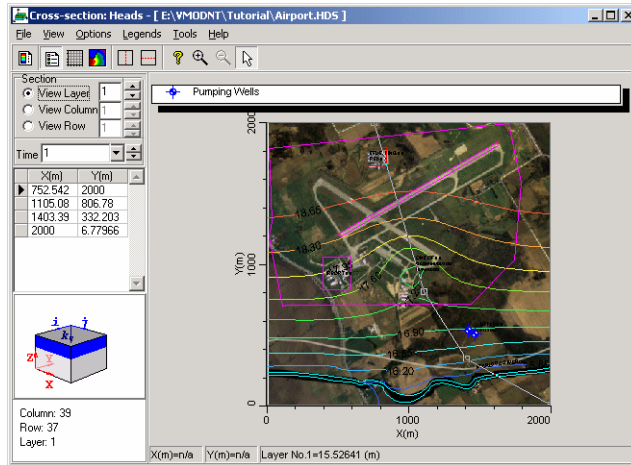 Cross-section: Heads - [ E:\VMODNT\Tutorial\Airport.HDS ]
File View Options Legends Tools Help
Section
View Layer 1
View Column 1
View Row 1
Time 1
X(m) Y(m)
752.542 2000
1105.08 806.78
1403.39 332.203
2000 6.77966
i j
k
Z
Y
X
Column: 39
Row: 37
Layer: 1
Pumping Wells
2000
1000
0
Y(m)
18.65
18.30
16.90
16.20
0 1000 2000
X(m)
X(m)=n/a Y(m)=n/a Layer No.1=15.52641 (m)